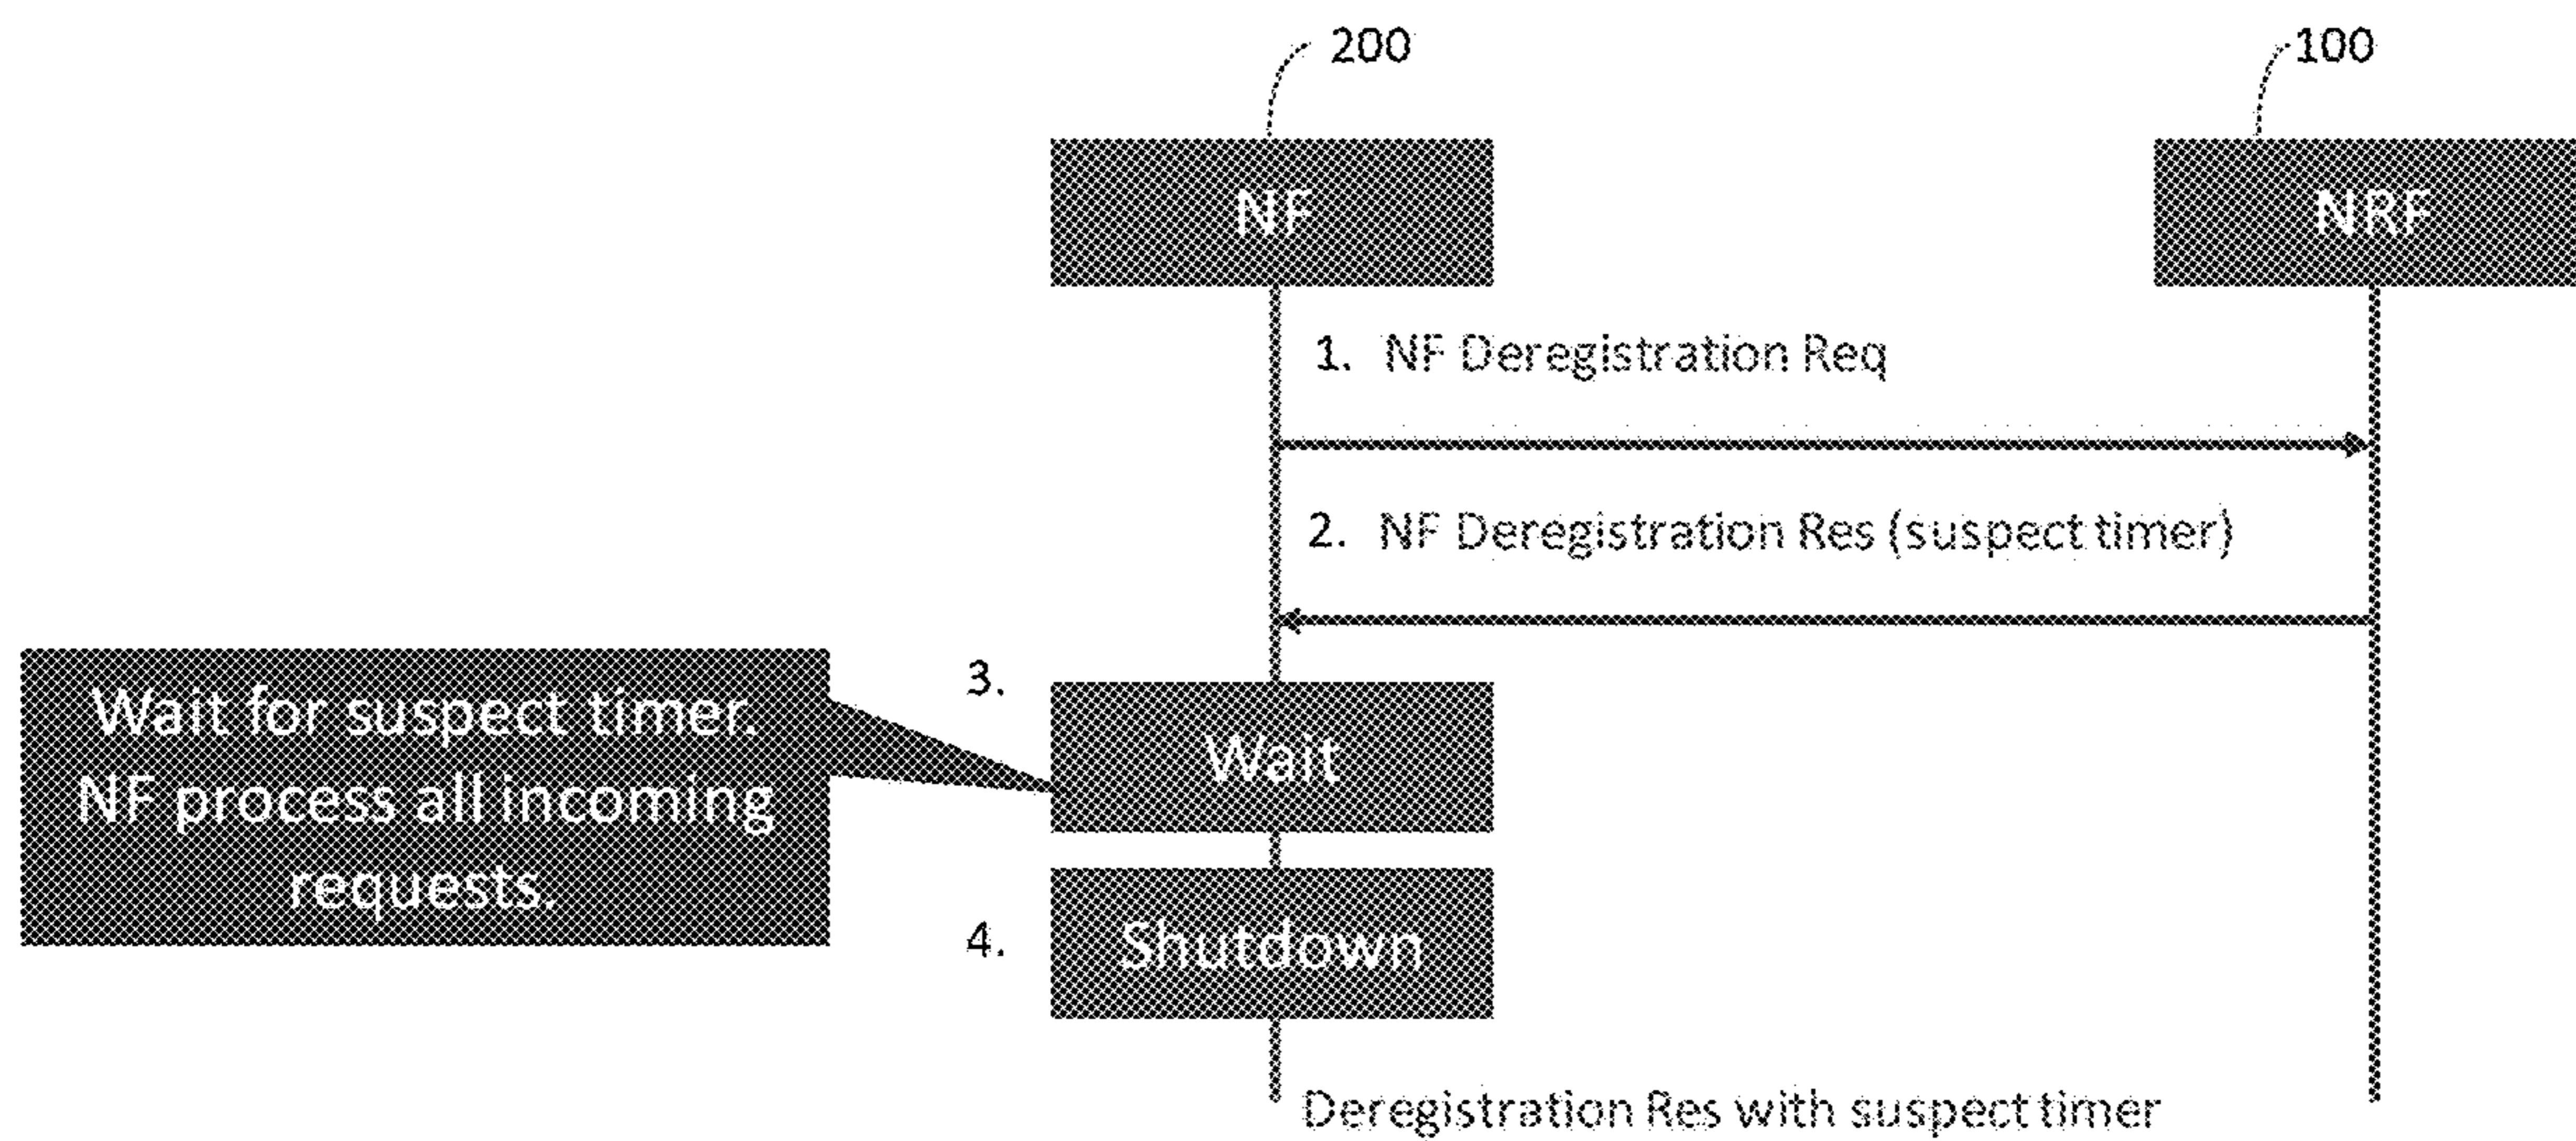 200
100
NF
NRF
1. NF Deregistration Req
2. NF Deregistration Res (suspect timer)
3.
Wait for suspect timer.
NF process all incoming
requests.
Wait
4.
Shutdown
Deregistration Res with suspect timer